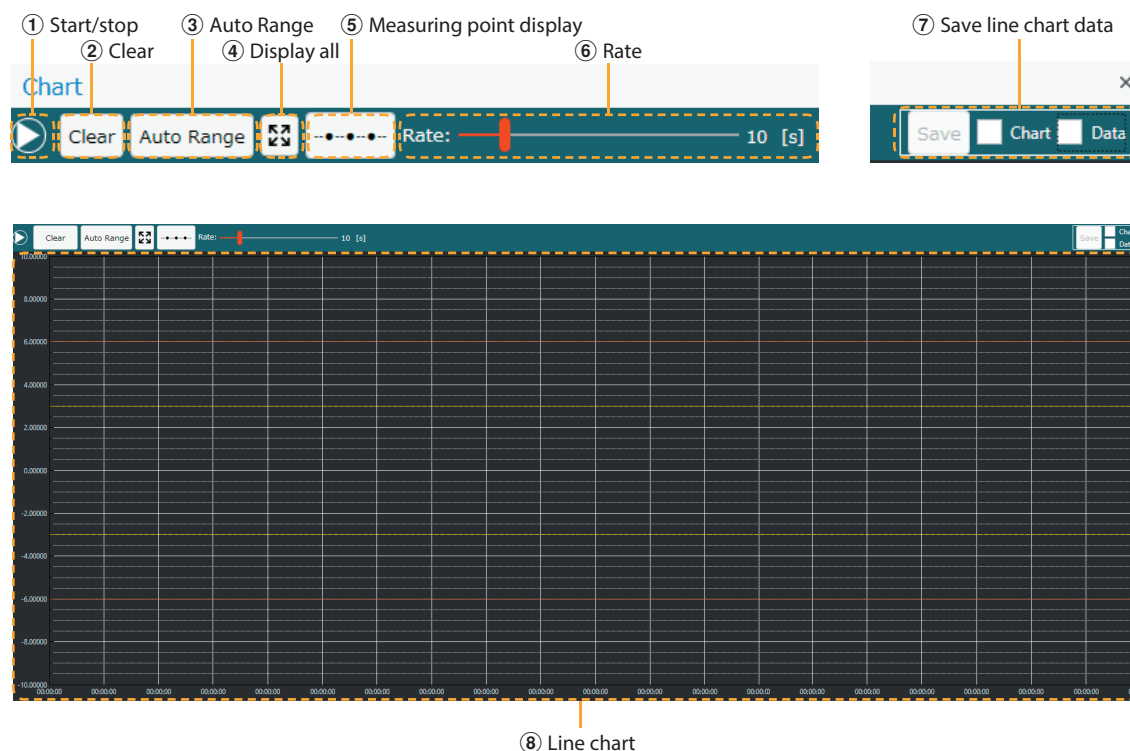 ① Start/stop ③ Auto Range ⑤ Measuring point display ⑦ Save line chart data
② Clear ④ Display all ⑥ Rate
Chart ×
Clear Auto Range Rate: 10 [s] Save Chart Data
Clear Auto Range Rate: 10 [s] Save Cha
Dat
10.00000
8.00000
6.00000
4.00000
2.00000
0.00000
-2.00000
-4.00000
-6.00000
-8.00000
-10.00000
00:00:00 00:00:00 00:00:00 00:00:00 00:00:00 00:00:00 00:00:00 00:00:00 00:00:00 00:00:00 00:00:00 00:00:00 00:00:00 00:00:0 00:00:00 00:00:00 00:00:00 00:00:00 00:00:00 00:00:00
⑧ Line chart